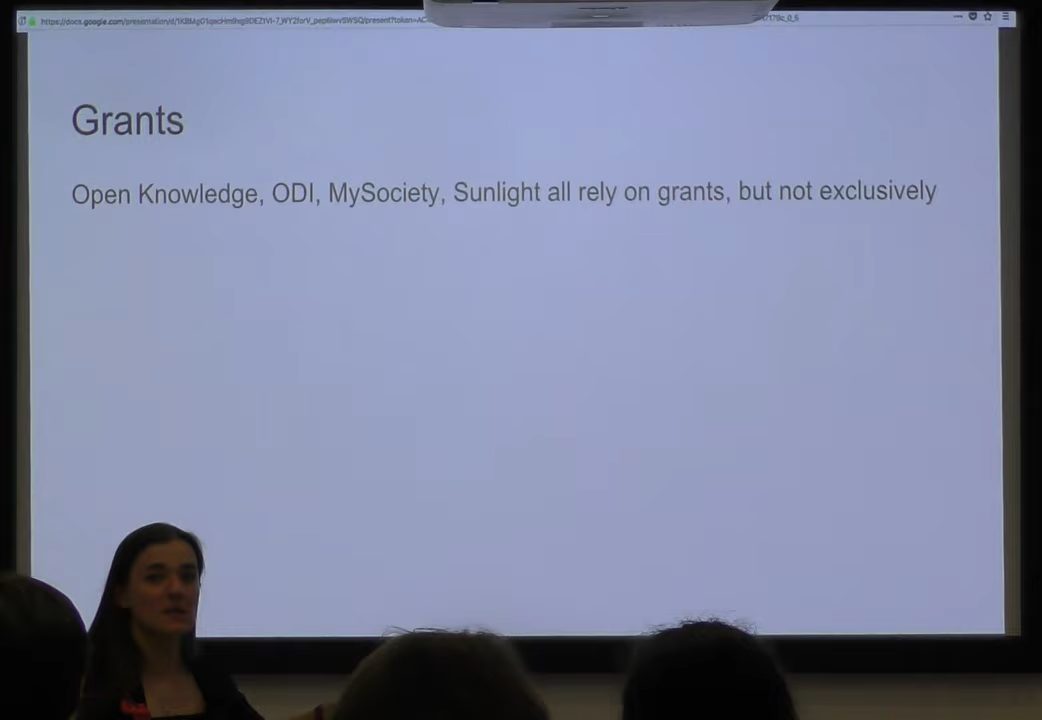 Grants
Open Knowledge, ODI, MySociety, Sunlight all rely on grants, but not exclusively